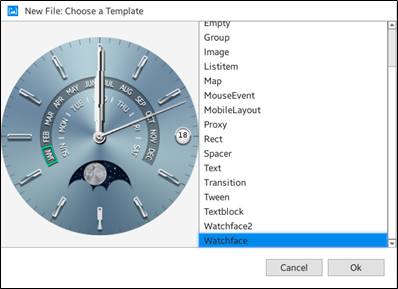 New File: Choose a Template
Empty
Group
Image
Listitem
Map
MouseEvent
MobileLayout
Proxy
Rect
Spacer
Text
Transition
Tween
Textblock
Watchface2
Watchface
JAN FEB MAR APR MAY JUN JUL AUG SEP OCT NOV DEC
SUN MON TUE THU FRI SAT
18
Cancel Ok